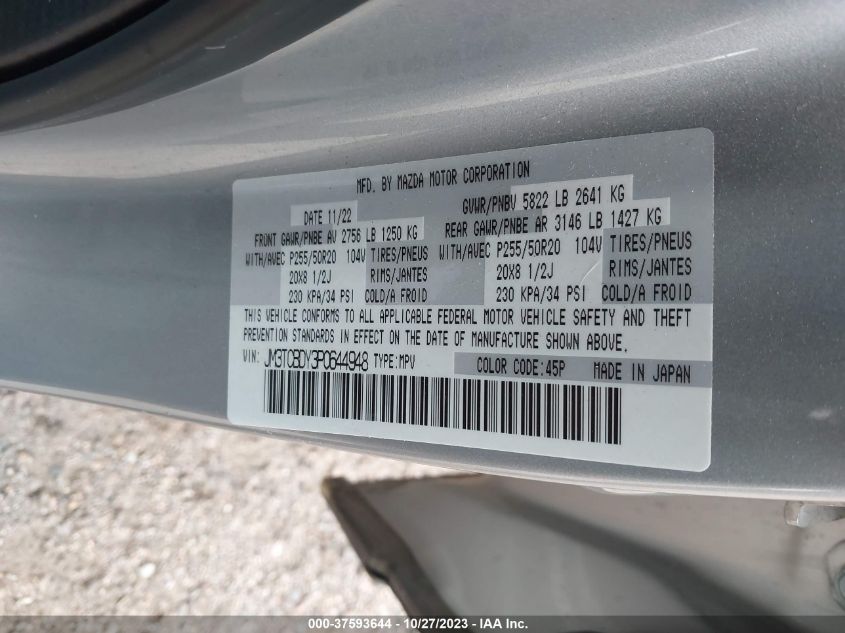 MFD. BY MAZDA MOTOR CORPORATION
DATE 11/22 GVWR/PNBV 5822 LB 2641 KG
FRONT GAWR/PNBE AV 2756 LB 1250 KG REAR GAWR/PNBE AR 3146 LB 1427 KG
WITH/AVEC P255/50R20 104V TIRES/PNEUS WITH/AVEC P255/50R20 104V TIRES/PNEUS
20X8 1/2J RIMS/JANTES 20X8 1/2J RIMS/JANTES
230 KPA/34 PSI COLD/A FROID 230 KPA/34 PSI COLD/A FROID
THIS VEHICLE CONFORMS TO ALL APPLICABLE FEDERAL MOTOR VEHICLE SAFETY AND THEFT
PREVENTION STANDARDS IN EFFECT ON THE DATE OF MANUFACTURE SHOWN ABOVE.
VIN: JM3TCBDY3P0644948 TYPE:MPV COLOR CODE:45P MADE IN JAPAN
000-37593644 - 10/27/2023 - IAA Inc.